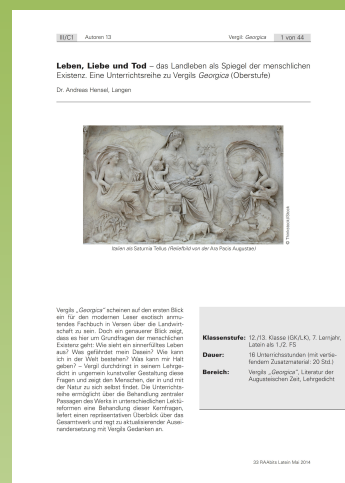 III/C1 Autoren 13 Vergil Georgica 1 von 44
Leben, Liebe und Tod – das Landleben als Spiegel der menschlichen
Existenz. Eine Unterrichtsreihe zu Vergils Georgica (Oberstufe)
Dr. Andreas Hensel, Langen
© Thinkstock/iStock
Italien als Saturnia Tellus (Reliefbild von der Ara Pacis Augustae)
Vergils „Georgica" scheinen auf den ersten Blick
ein für den modernen Leser exotisch anmu-
tendes Fachbuch in Versen über die Landwirt-
schaft zu sein. Doch ein genauerer Blick zeigt,
dass es hier um Grundfragen der menschlichen
Existenz geht: Wie sieht ein sinnerfülltes Leben
aus? Was gefährdet mein Dasein? Wie kann
ich in der Welt bestehen? Was kann mir Halt
geben? – Vergil durchdringt in seinem Lehrge-
dicht in ungemein kunstvoller Gestaltung diese
Fragen und zeigt den Menschen, der in und mit
der Natur zu sich selbst findet. Die Unterrichts-
reihe ermöglicht über die Behandlung zentraler
Passagen des Werks in unterschiedlichen Lektü-
reformen eine Behandlung dieser Kernfragen,
liefert einen repräsentativen Überblick über das
Gesamtwerk und regt zu aktualisierender Ausei-
nandersetzung mit Vergils Gedanken an.
Klassenstufe: 12./13. Klasse (GK/LK), 7. Lernjahr,
Latein als 1./2. FS
Dauer: 16 Unterrichtsstunden (mit vertie-
fendem Zusatzmaterial: 20 Std.)
Bereich: Vergils „Georgica", Literatur der
Augusteischen Zeit, Lehrgedicht
33 RAAbits Latein Mai 2014